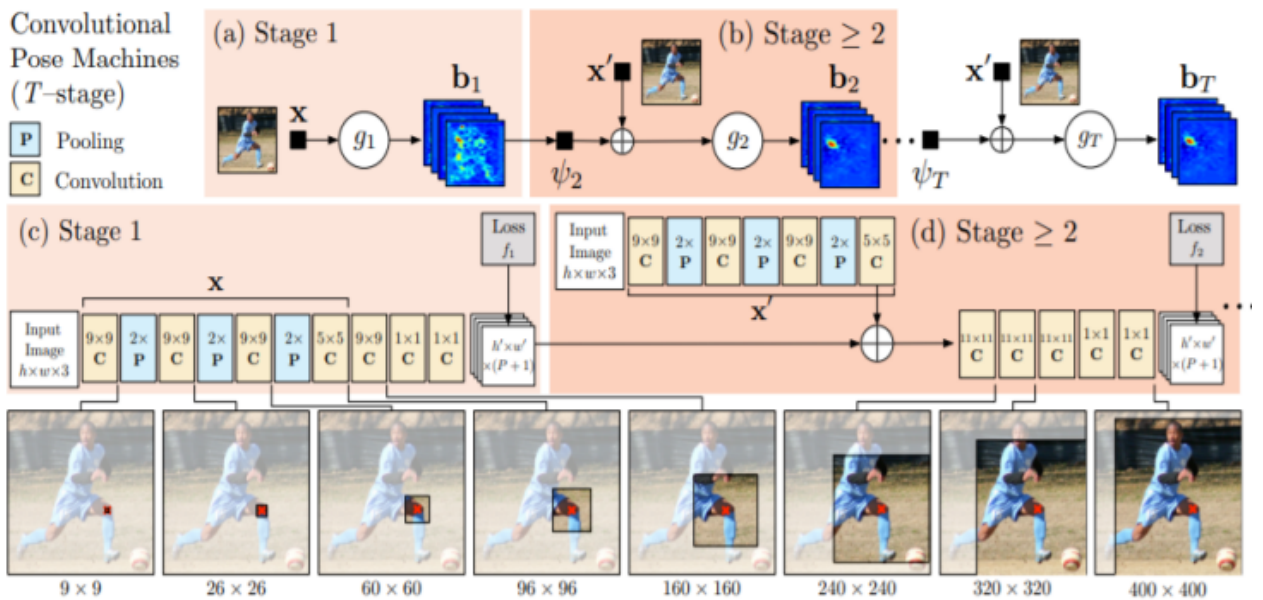 Convolutional
Pose Machines
(T–stage)
P Pooling
C Convolution
(a) Stage 1
x
g₁
b₁
(b) Stage ≥ 2
x′
ψ₂
⊕
g₂
b₂
• • •
x′
ψ_T
⊕
g_T
b_T
(c) Stage 1
Loss
f₁
x
Input
Image
h×w×3
9×9 C
2× P
9×9 C
2× P
9×9 C
2× P
5×5 C
9×9 C
1×1 C
1×1 C
h′×w′
×(P+1)
(d) Stage ≥ 2
Input
Image
h×w×3
9×9 C
2× P
9×9 C
2× P
9×9 C
2× P
5×5 C
x′
⊕
11×11 C
11×11 C
11×11 C
1×1 C
1×1 C
Loss
f₂
h′×w′
×(P+1)
• • •
9 × 9
26 × 26
60 × 60
96 × 96
160 × 160
240 × 240
320 × 320
400 × 400